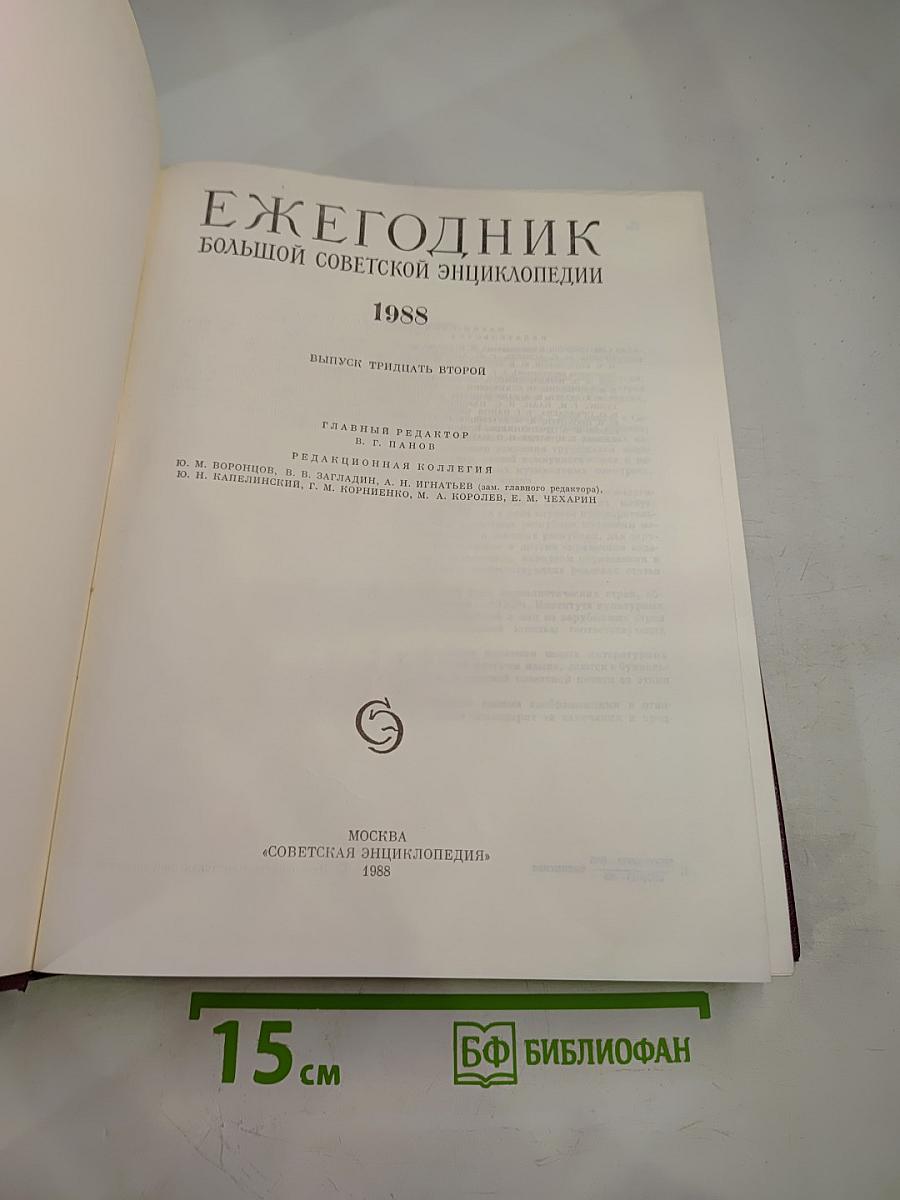 ЕЖЕГОДНИК
БОЛЬШОЙ СОВЕТСКОЙ ЭНЦИКЛОПЕДИИ
1988
ВЫПУСК ТРИДЦАТЬ ВТОРОЙ
ГЛАВНЫЙ РЕДАКТОР
В. Г. ПАНОВ
РЕДАКЦИОННАЯ КОЛЛЕГИЯ
Ю. М. ВОРОНЦОВ, В. В. ЗАГЛАДИН, А. Н. ИГНАТЬЕВ (зам. главного редактора),
Ю. Н. КАПЕЛИНСКИЙ, Г. М. КОРНИЕНКО, М. А. КОРОЛЕВ, Е. М. ЧЕХАРИН
СЭ
МОСКВА
«СОВЕТСКАЯ ЭНЦИКЛОПЕДИЯ»
1988
15 см
БФ БИБЛИОФАН